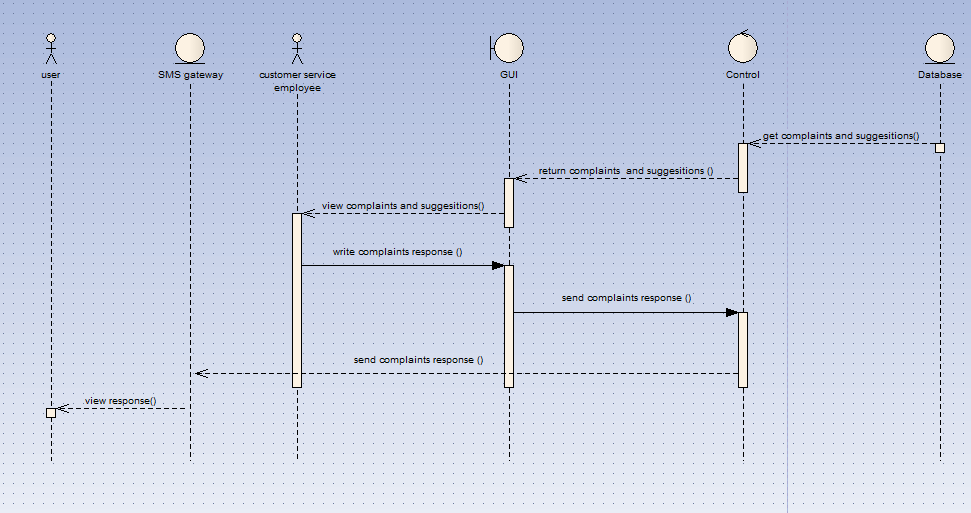 user
SMS gateway
customer service
employee
GUI
Control
Database
get complaints and suggesitions()
return complaints  and suggesitions ()
view complaints and suggesitions()
write complaints response ()
send complaints response ()
send complaints response ()
view response()